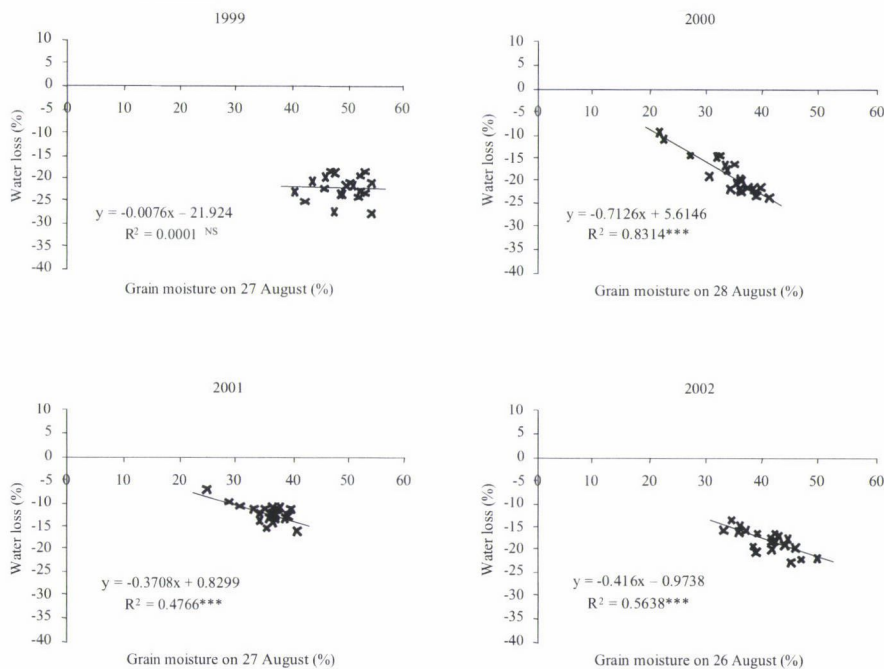 1999
10
5
0
-5
-10
-15
-20
-25
-30
-35
-40
0 10 20 30 40 50 60
Water loss (%)
y = -0.0076x – 21.924
R² = 0.0001 NS
Grain moisture on 27 August (%)
2000
10
5
0
-5
-10
-15
-20
-25
-30
-35
-40
0 10 20 30 40 50 60
Water loss (%)
y = -0.7126x + 5.6146
R² = 0.8314***
Grain moisture on 28 August (%)
2001
10
5
0
-5
-10
-15
-20
-25
-30
-35
-40
0 10 20 30 40 50 60
Water loss (%)
y = -0.3708x + 0.8299
R² = 0.4766***
Grain moisture on 27 August (%)
2002
10
5
0
-5
-10
-15
-20
-25
-30
-35
-40
0 10 20 30 40 50 60
Water loss (%)
y = -0.416x – 0.9738
R² = 0.5638***
Grain moisture on 26 August (%)